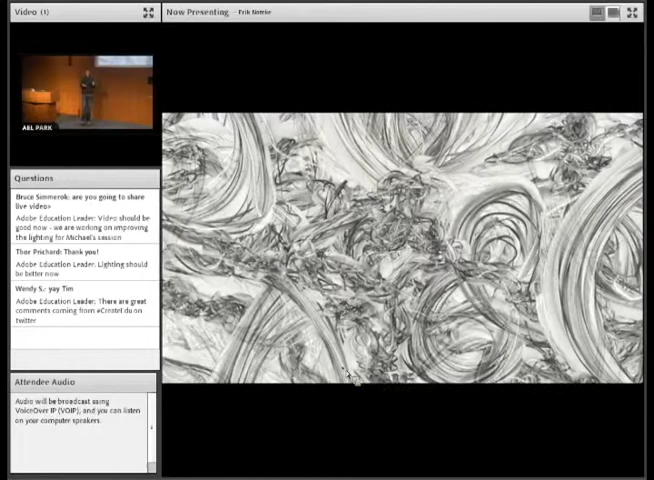 Video (1)
Now Presenting – Erik Natzke
ABL PARK
Questions
Bruce Simmerok: are you going to share
live video>
Adobe Education Leader: Video should be
good now - we are working on improving
the lighting for Michael's session
Thor Prichard: Thank you!
Adobe Education Leader: Lighting should
be better now
Wendy S.: yay Tim
Adobe Education Leader: There are great
comments coming from #CreateEdu on
twitter
Attendee Audio
Audio will be broadcast using
VoiceOver IP (VOIP), and you can listen
on your computer speakers.